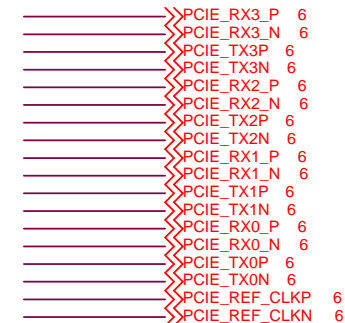 PCIE_RX3_P 6
PCIE_RX3_N 6
PCIE_TX3P 6
PCIE_TX3N 6
PCIE_RX2_P 6
PCIE_RX2_N 6
PCIE_TX2P 6
PCIE_TX2N 6
PCIE_RX1_P 6
PCIE_RX1_N 6
PCIE_TX1P 6
PCIE_TX1N 6
PCIE_RX0_P 6
PCIE_RX0_N 6
PCIE_TX0P 6
PCIE_TX0N 6
PCIE_REF_CLKP 6
PCIE_REF_CLKN 6